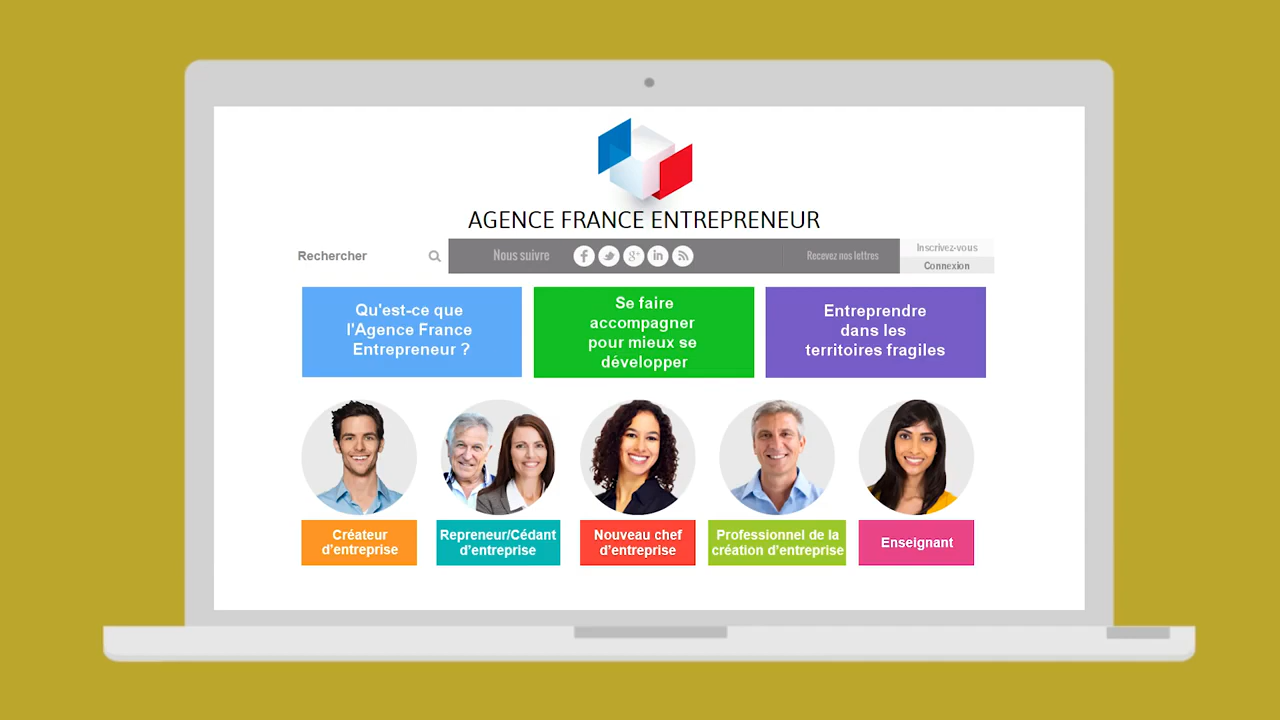 AGENCE FRANCE ENTREPRENEUR
Rechercher
Nous suivre
Recevez nos lettres
Inscrivez-vous
Connexion
Qu'est-ce que
l'Agence France
Entrepreneur ?
Se faire
accompagner
pour mieux se
développer
Entreprendre
dans les
territoires fragiles
Créateur
d'entreprise
Repreneur/Cédant
d'entreprise
Nouveau chef
d'entreprise
Professionnel de la
création d'entreprise
Enseignant